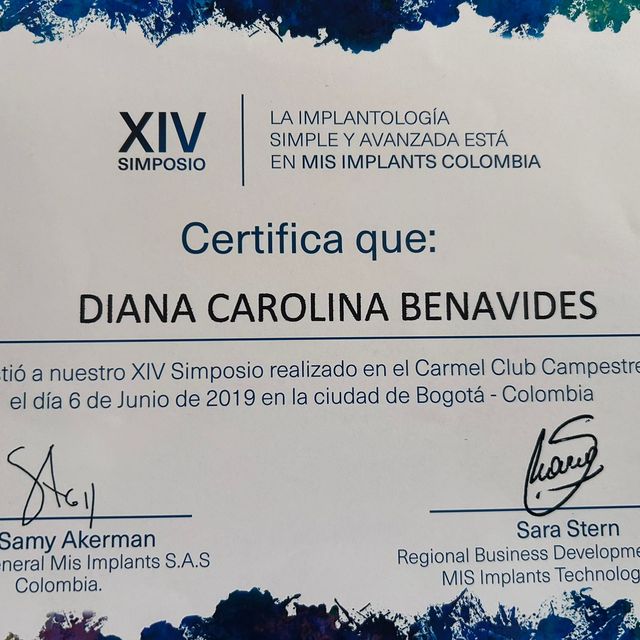 XIV
SIMPOSIO
LA IMPLANTOLOGÍA
SIMPLE Y AVANZADA ESTÁ
EN MIS IMPLANTS COLOMBIA
Certifica que:
DIANA CAROLINA BENAVIDES
stió a nuestro XIV Simposio realizado en el Carmel Club Campestre
el día 6 de Junio de 2019 en la ciudad de Bogotá - Colombia
Samy Akerman
eneral Mis Implants S.A.S
Colombia.
Sara Stern
Regional Business Developme
MIS Implants Technolog